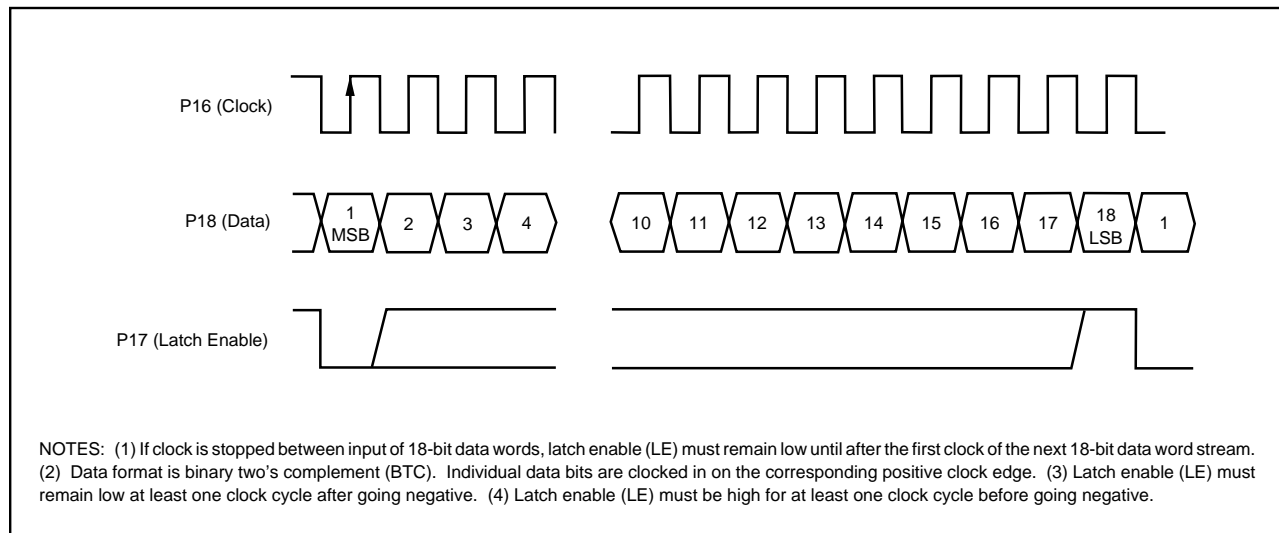 P16 (Clock)
P18 (Data)
1
MSB
2
3
4
10
11
12
13
14
15
16
17
18
LSB
1
P17 (Latch Enable)
NOTES: (1) If clock is stopped between input of 18-bit data words, latch enable (LE) must remain low until after the first clock of the next 18-bit data word stream.
(2) Data format is binary two's complement (BTC). Individual data bits are clocked in on the corresponding positive clock edge. (3) Latch enable (LE) must
remain low at least one clock cycle after going negative. (4) Latch enable (LE) must be high for at least one clock cycle before going negative.